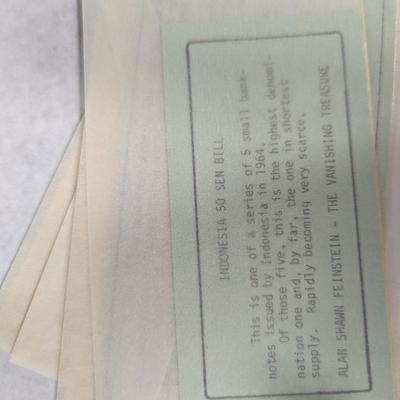 INDONESIA 50 SEN BILL
This is one of a series of 5 small bank-
notes issued by Indonesia in 1964.
Of those five, this is the highest denomi-
nation one and, by far, the one in shortest
supply. Rapidly becoming very scarce.
ALAN SHAWN FEINSTEIN - THE VANISHING TREASURE